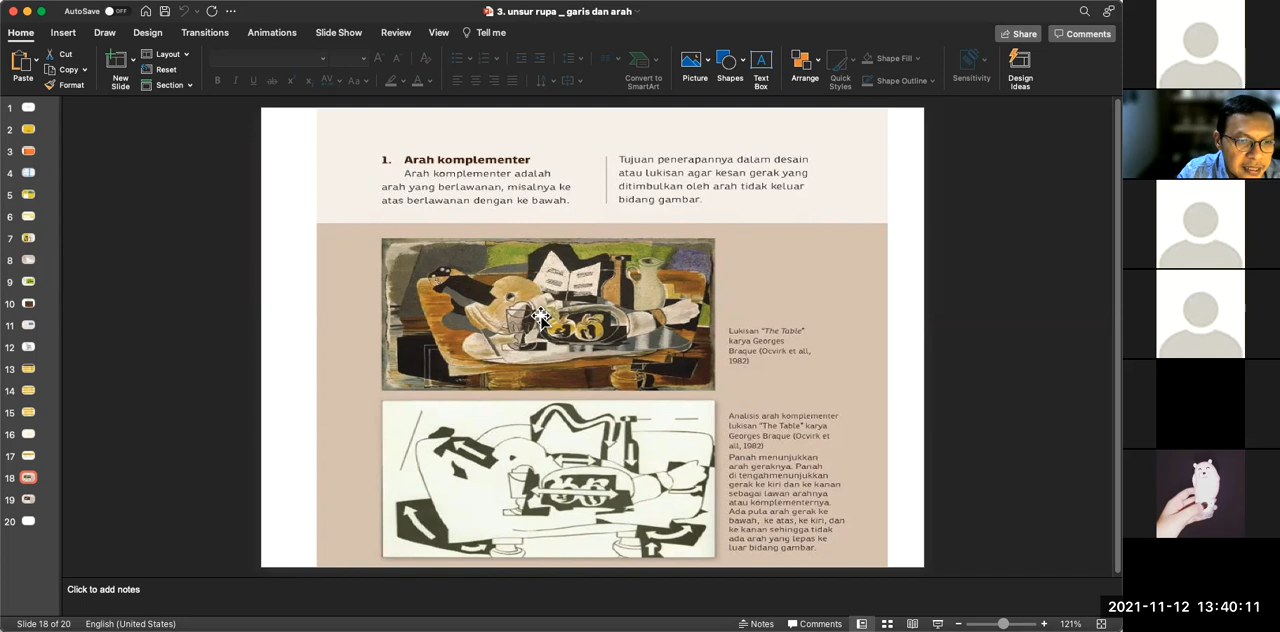 AutoSave OFF
3. unsur rupa _ garis dan arah
Home Insert Draw Design Transitions Animations Slide Show Review View Tell me
Share Comments
Paste
Cut
Copy
Format
New
Slide
Layout
Reset
Section
Convert to
SmartArt
Picture
Shapes
Text
Box
Arrange
Quick
Styles
Shape Fill
Shape Outline
Sensitivity
Design
Ideas
1
2
3
4
5
6
7
8
9
10
11
12
13
14
15
16
17
18
19
20
1. Arah komplementer
Arah komplementer adalah
arah yang berlawanan, misalnya ke
atas berlawanan dengan ke bawah.
Tujuan penerapannya dalam desain
atau lukisan agar kesan gerak yang
ditimbulkan oleh arah tidak keluar
bidang gambar.
Lukisan "The Table"
karya Georges
Braque (Ocvirk et all,
1982)
Analisis arah komplementer
lukisan "The Table" karya
Georges Braque (Ocvirk et
all, 1982)
Panah menunjukkan
arah geraknya. Panah
di tengahmenunjukkan
gerak ke kiri dan ke kanan
sebagai lawan arahnya
atau komplementernya.
Ada pula arah gerak ke
bawah, ke atas, ke kiri, dan
ke kanan sehingga tidak
ada arah yang lepas ke
luar bidang gambar.
Click to add notes
2021-11-12 13:40:11
Slide 18 of 20 English (United States) Notes Comments 121%